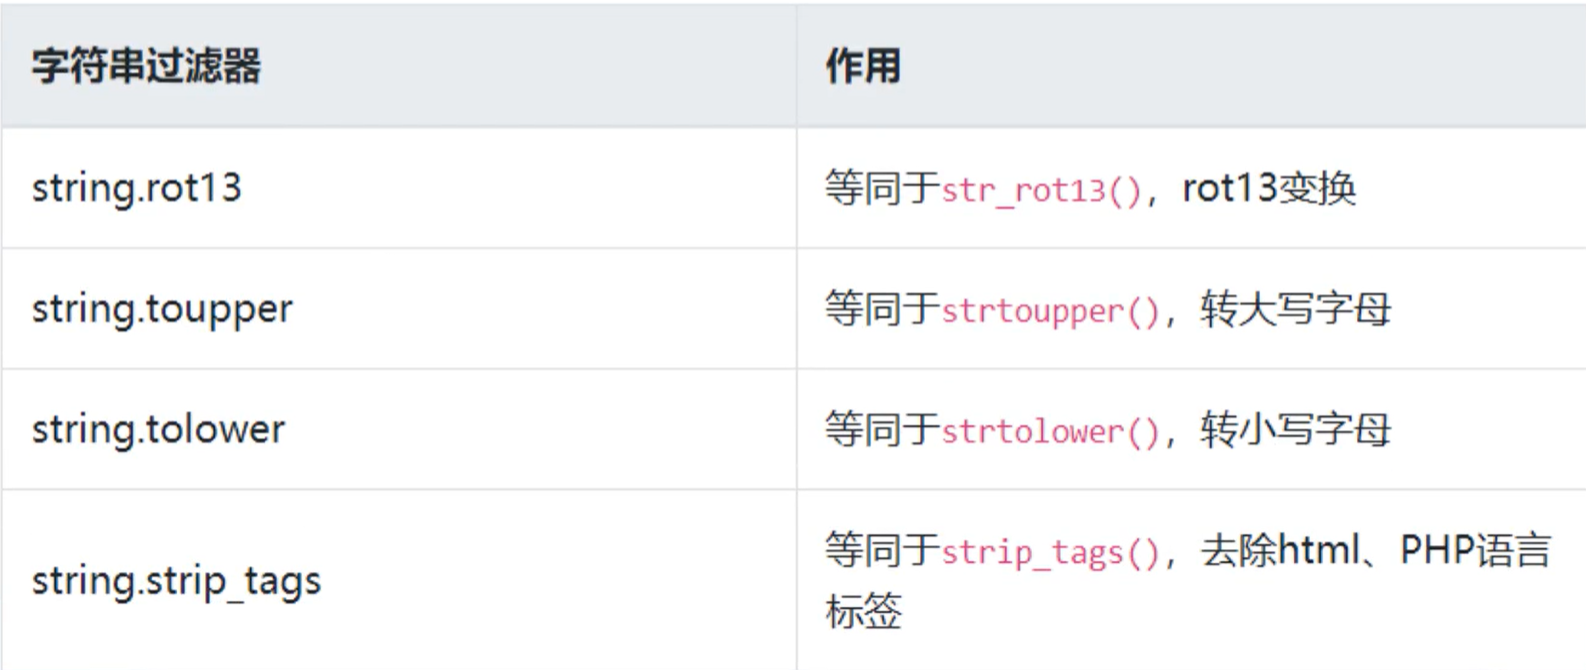 字符串过滤器 作用
string.rot13 等同于str_rot13()，rot13变换
string.toupper 等同于strtoupper()，转大写字母
string.tolower 等同于strtolower()，转小写字母
string.strip_tags 等同于strip_tags()，去除html、PHP语言
标签